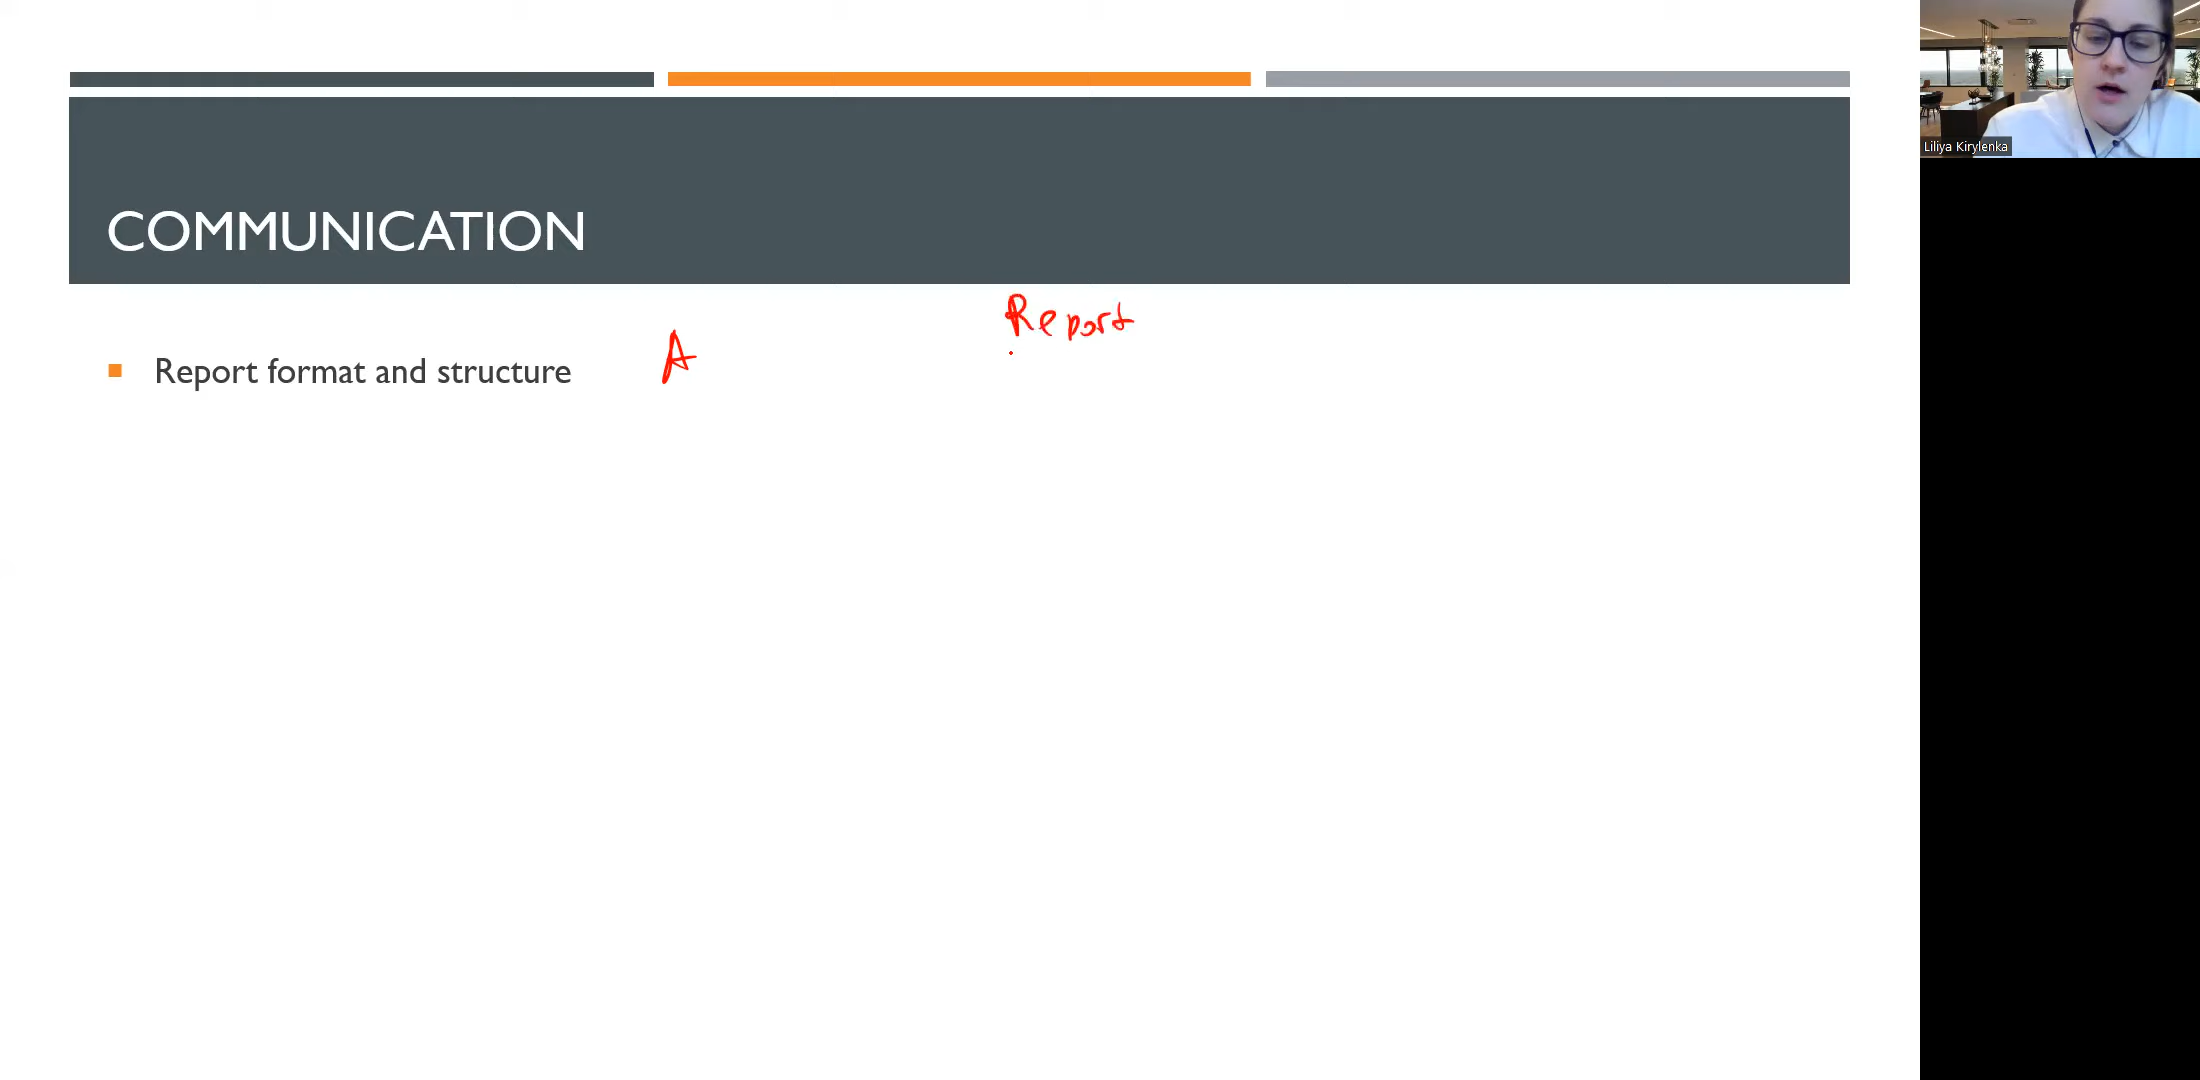 COMMUNICATION
Report
Report format and structure A
Liliya Kirylenka